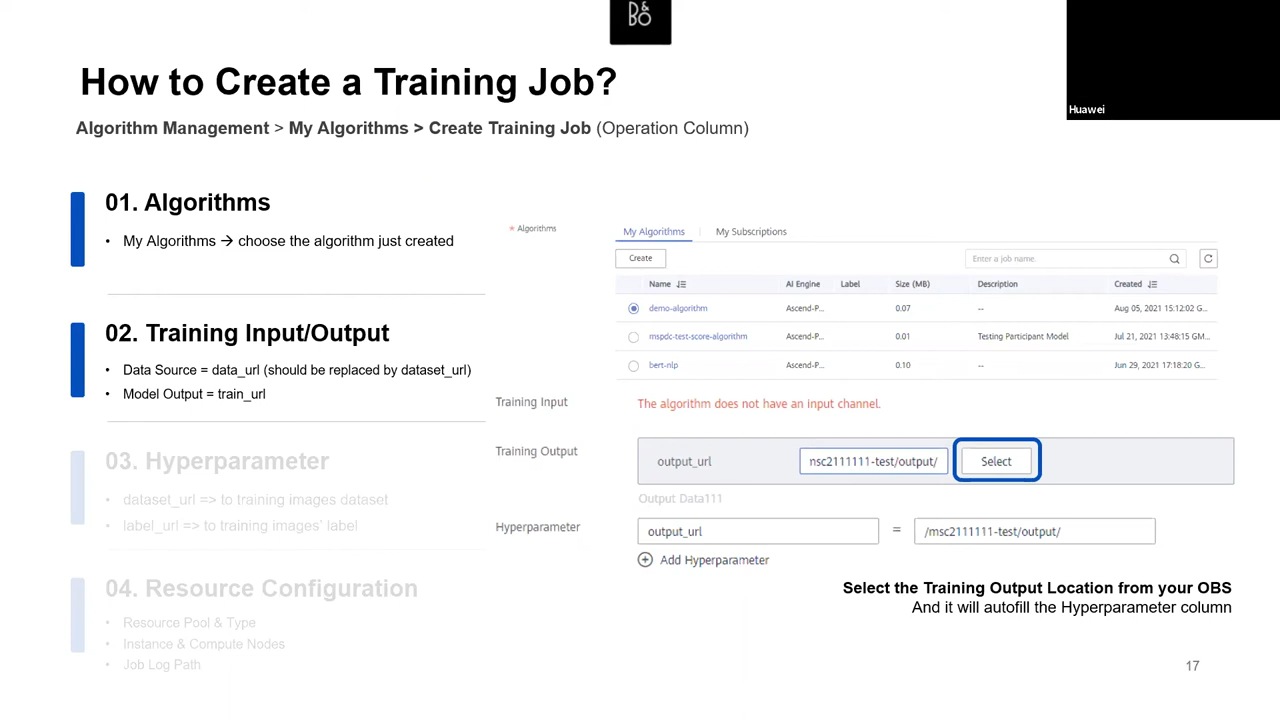 D&
BO
Huawei
How to Create a Training Job?
Algorithm Management > My Algorithms > Create Training Job (Operation Column)
01. Algorithms
• My Algorithms → choose the algorithm just created
02. Training Input/Output
• Data Source = data_url (should be replaced by dataset_url)
• Model Output = train_url
03. Hyperparameter
• dataset_url => to training images dataset
• label_url => to training images' label
04. Resource Configuration
• Resource Pool & Type
• Instance & Compute Nodes
• Job Log Path
* Algorithms
My Algorithms | My Subscriptions
Create
Enter a job name.
Name AI Engine Label Size (MB) Description Created
demo-algorithm Ascend-P... 0.07 -- Aug 05, 2021 15:12:02 G...
mspdc-test-score-algorithm Ascend-P... 0.01 Testing Participant Model Jul 21, 2021 13:48:15 GM...
bert-nlp Ascend-P... 0.10 -- Jun 29, 2021 17:18:20 G...
Training Input The algorithm does not have an input channel.
Training Output output_url nsc2111111-test/output/ Select
Output Data111
Hyperparameter output_url = /msc2111111-test/output/
Add Hyperparameter
Select the Training Output Location from your OBS
And it will autofill the Hyperparameter column
17